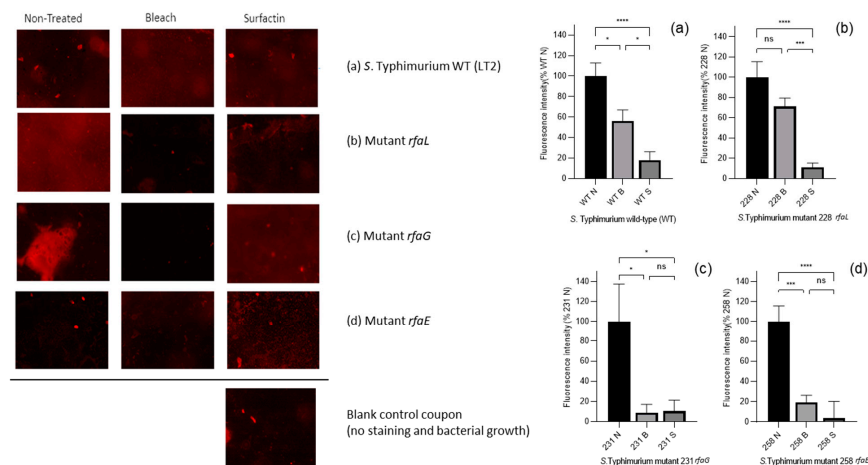 Non-Treated Bleach Surfactin
(a) S. Typhimurium WT (LT2)
(b) Mutant rfaL
(c) Mutant rfaG
(d) Mutant rfaE
Blank control coupon
(no staining and bacterial growth)
(a)
****
* *
Fluorescence intensity(% WT N)
120
100
80
60
40
20
0
WT N WT B WT S
S. Typhimurium wild-type (WT)
(b)
****
ns ***
Fluorescence intensity(% 228 N)
120
100
80
60
40
20
0
228 N 228 B 228 S
S.Typhimurium mutant 228 rfaL
(c)
*
* ns
Fluorescence intensity (% 231 N)
140
120
100
80
60
40
20
0
231 N 231 B 231 S
S.Typhimurium mutant 231 rfaG
(d)
****
*** ns
Fluorescence intensity(% 258 N)
140
120
100
80
60
40
20
0
258 N 258 B 258 S
S.Typhimurium mutant 258 rfaE